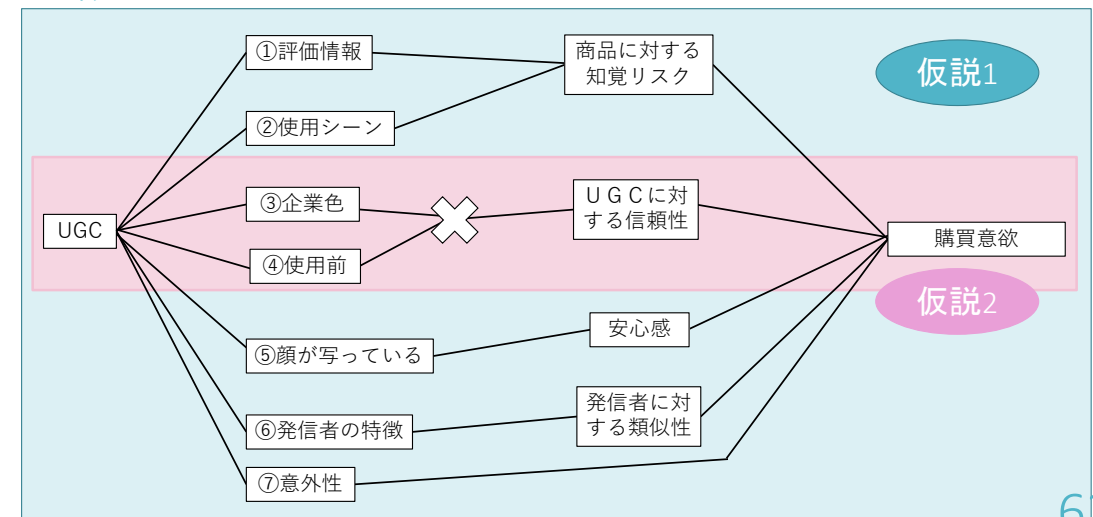 ①評価情報
商品に対する
知覚リスク
仮説1
②使用シーン
UGC
③企業色
ＵＧＣに対
する信頼性
④使用前
購買意欲
仮説2
⑤顔が写っている
安心感
⑥発信者の特徴
発信者に対
する類似性
⑦意外性